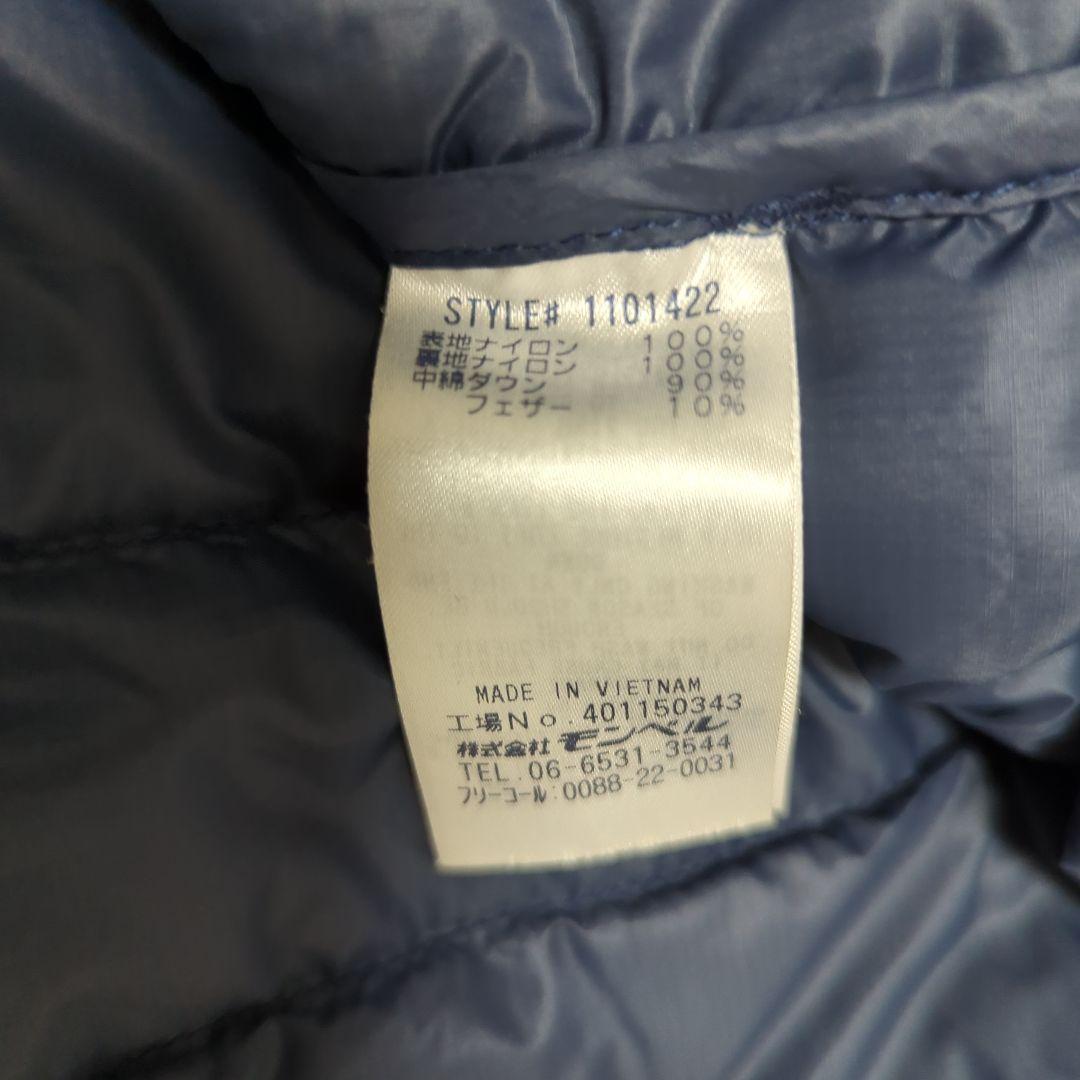 STYLE# 1101422
表地ナイロン 100%
裏地ナイロン 100%
中綿ダウン 90%
フェザー 10%
MADE IN VIETNAM
工場No.401150343
株式会社モンベル
TEL.06-6531-3544
フリーコール:0088-22-0031